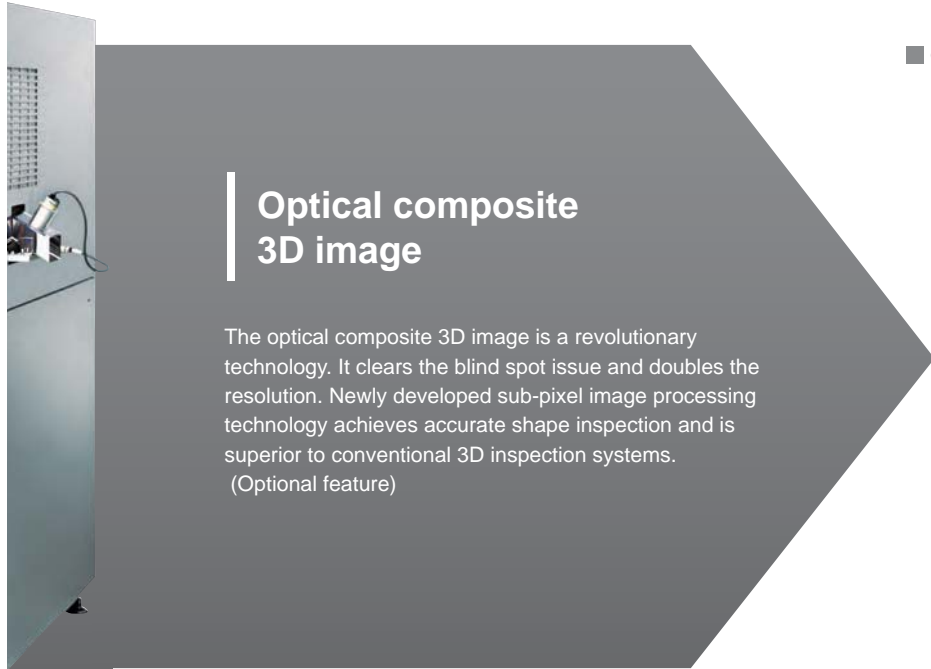 Optical composite
3D image
The optical composite 3D image is a revolutionary
technology. It clears the blind spot issue and doubles the
resolution. Newly developed sub-pixel image processing
technology achieves accurate shape inspection and is
superior to conventional 3D inspection systems.
(Optional feature)